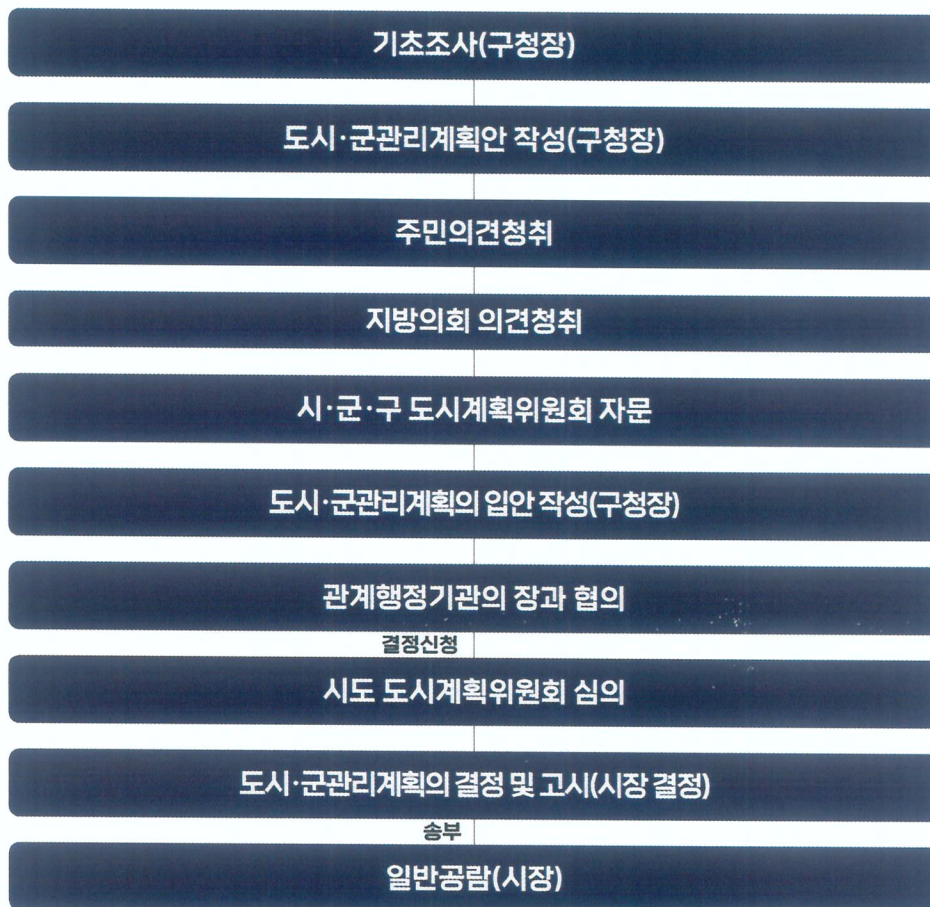 기초조사(구청장)
도시·군관리계획안 작성(구청장)
주민의견청취
지방의회 의견청취
시·군·구 도시계획위원회 자문
도시·군관리계획의 입안 작성(구청장)
관계행정기관의 장과 협의
결정신청
시도 도시계획위원회 심의
도시·군관리계획의 결정 및 고시(시장 결정)
송부
일반공람(시장)